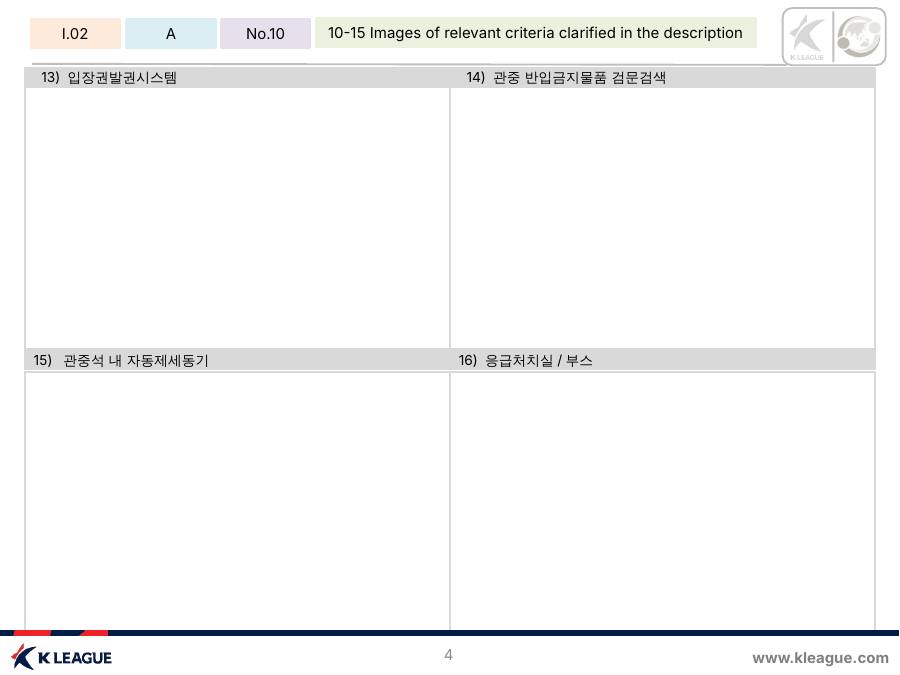 I.02
A
No.10
10-15 Images of relevant criteria clarified in the description
K LEAGUE
13) 입장권발권시스템
14) 관중 반입금지물품 검문검색
15) 관중석 내 자동제세동기
16) 응급처치실 / 부스
K LEAGUE
4
www.kleague.com